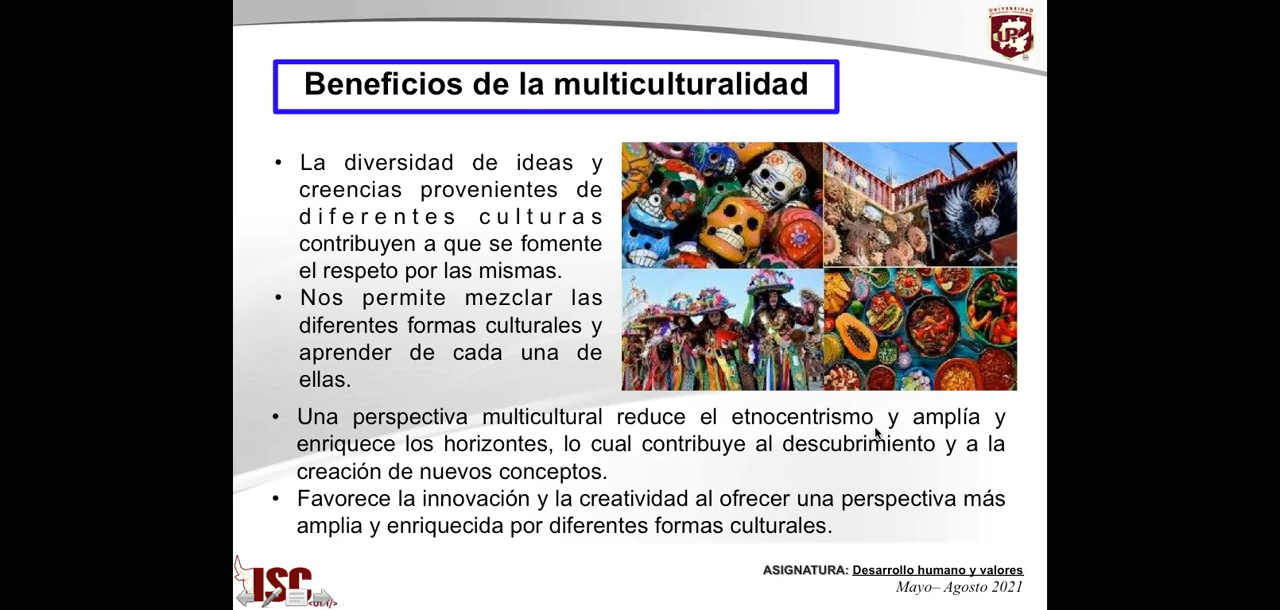 UNIVERSIDAD
UPT
Beneficios de la multiculturalidad
• La diversidad de ideas y
creencias provenientes de
diferentes culturas
contribuyen a que se fomente
el respeto por las mismas.
• Nos permite mezclar las
diferentes formas culturales y
aprender de cada una de
ellas.
• Una perspectiva multicultural reduce el etnocentrismo y amplía y
enriquece los horizontes, lo cual contribuye al descubrimiento y a la
creación de nuevos conceptos.
• Favorece la innovación y la creatividad al ofrecer una perspectiva más
amplia y enriquecida por diferentes formas culturales.
ISC
ASIGNATURA: Desarrollo humano y valores
Mayo– Agosto 2021